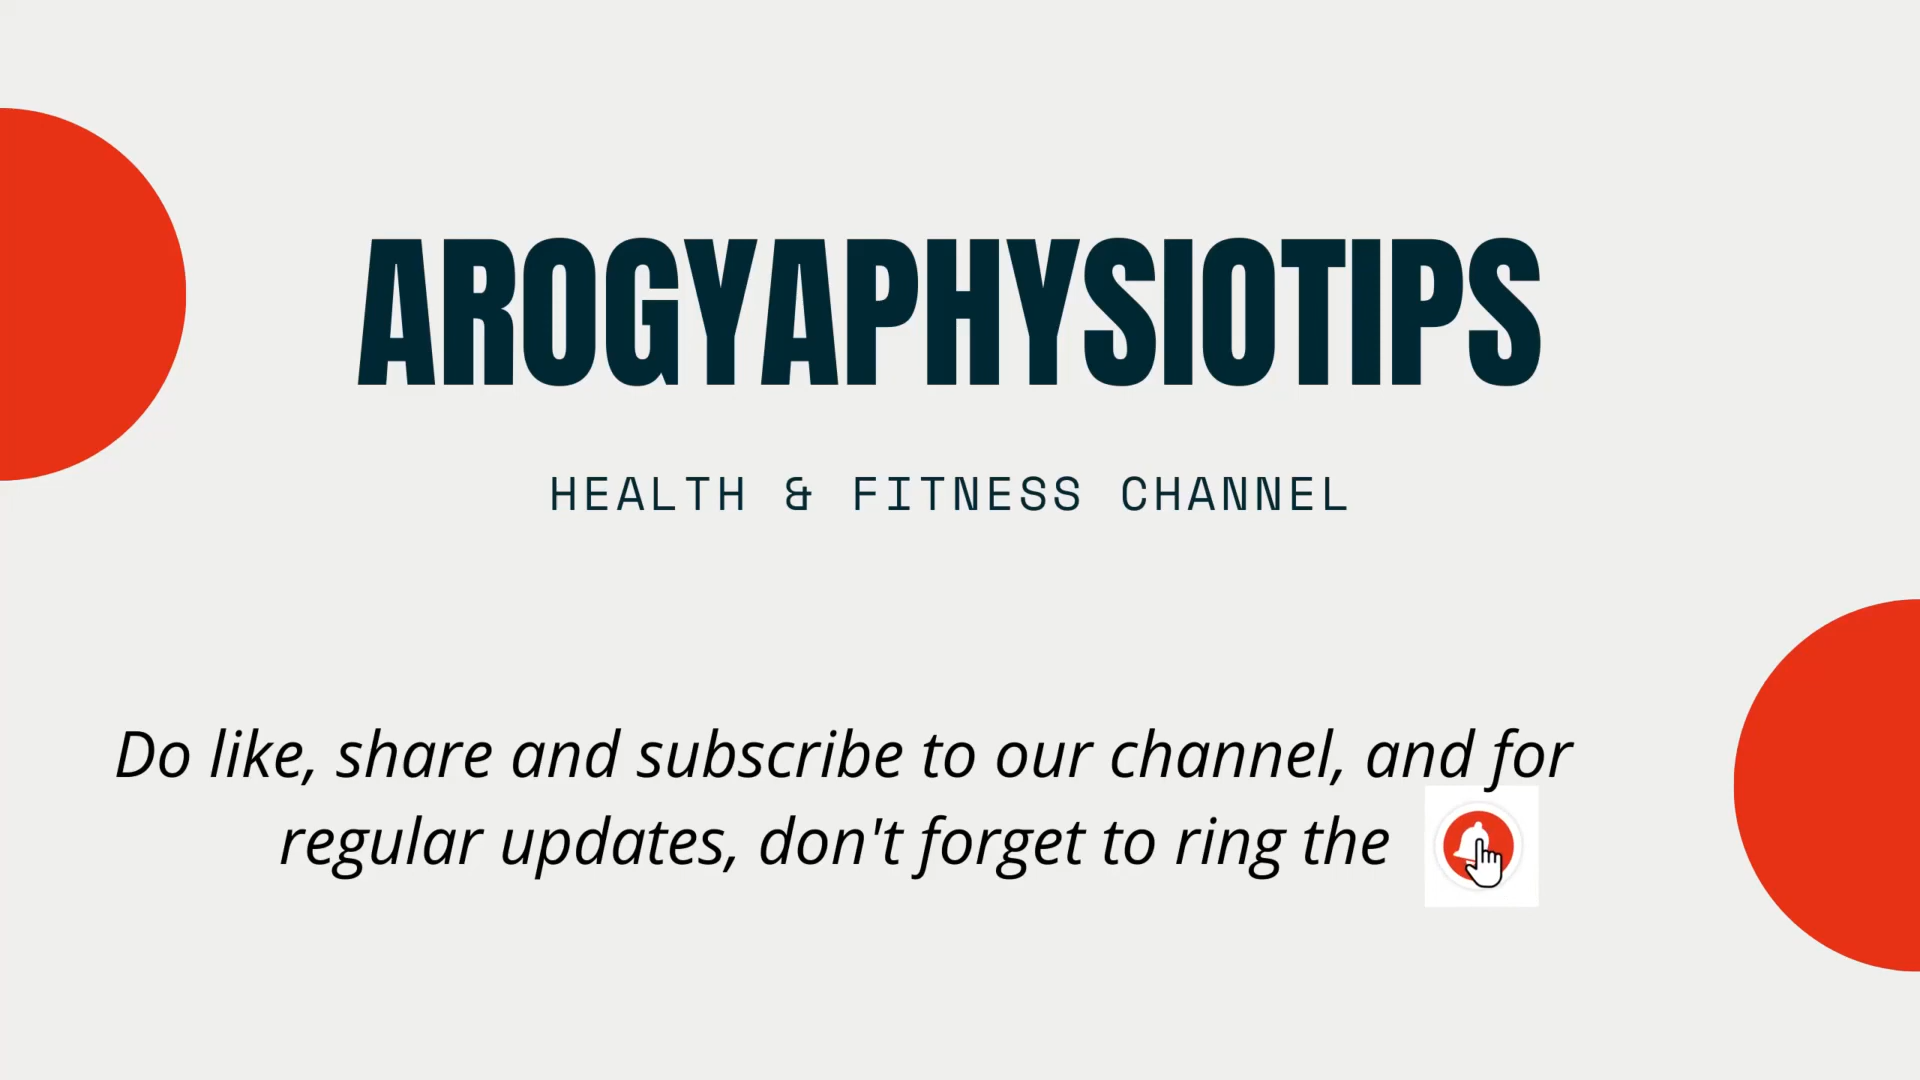 AROGYAPHYSIOTIPS
HEALTH & FITNESS CHANNEL
Do like, share and subscribe to our channel, and for
regular updates, don't forget to ring the